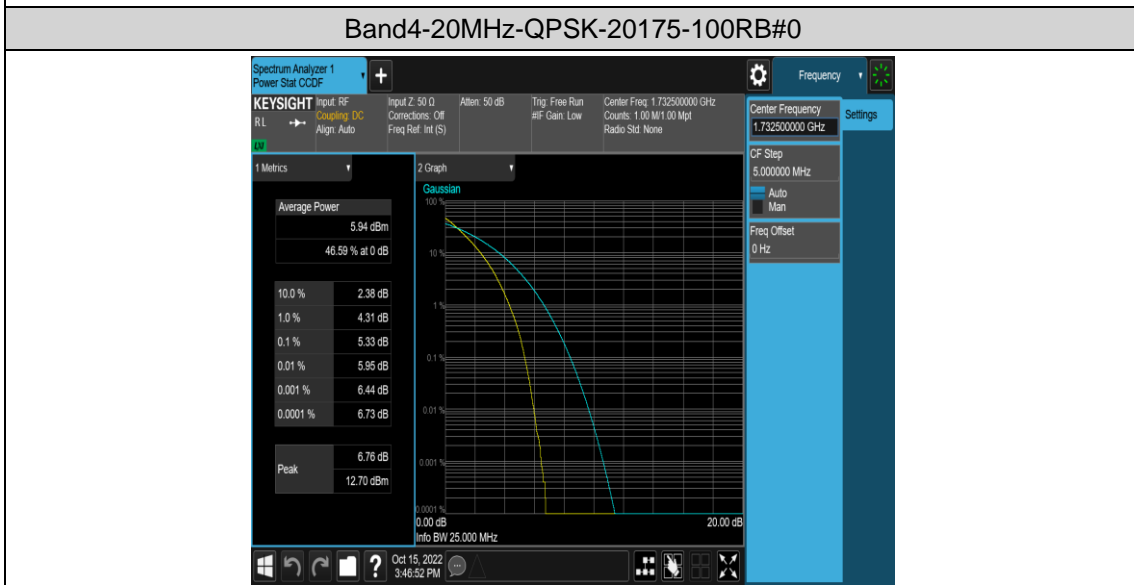 Band4-20MHz-QPSK-20175-100RB#0
Spectrum Analyzer 1
Power Stat CCDF
+
Frequency
KEYSIGHT
RL
Input: RF
Coupling: DC
Align: Auto
Input Z: 50 Ω
Corrections: Off
Freq Ref: Int (S)
Atten: 50 dB
Trig: Free Run
#IF Gain: Low
Center Freq: 1.732500000 GHz
Counts: 1.00 M/1.00 Mpt
Radio Std: None
Center Frequency
1.732500000 GHz
Settings
CF Step
5.000000 MHz
Auto
Man
Freq Offset
0 Hz
1 Metrics
Average Power
5.94 dBm
46.59 % at 0 dB
10.0 % 2.38 dB
1.0 % 4.31 dB
0.1 % 5.33 dB
0.01 % 5.95 dB
0.001 % 6.44 dB
0.0001 % 6.73 dB
Peak
6.76 dB
12.70 dBm
2 Graph
Gaussian
100 %
10 %
1 %
0.1 %
0.01 %
0.001 %
0.0001 %
0.00 dB 20.00 dB
Info BW 25.000 MHz
?
Oct 15, 2022
3:46:52 PM